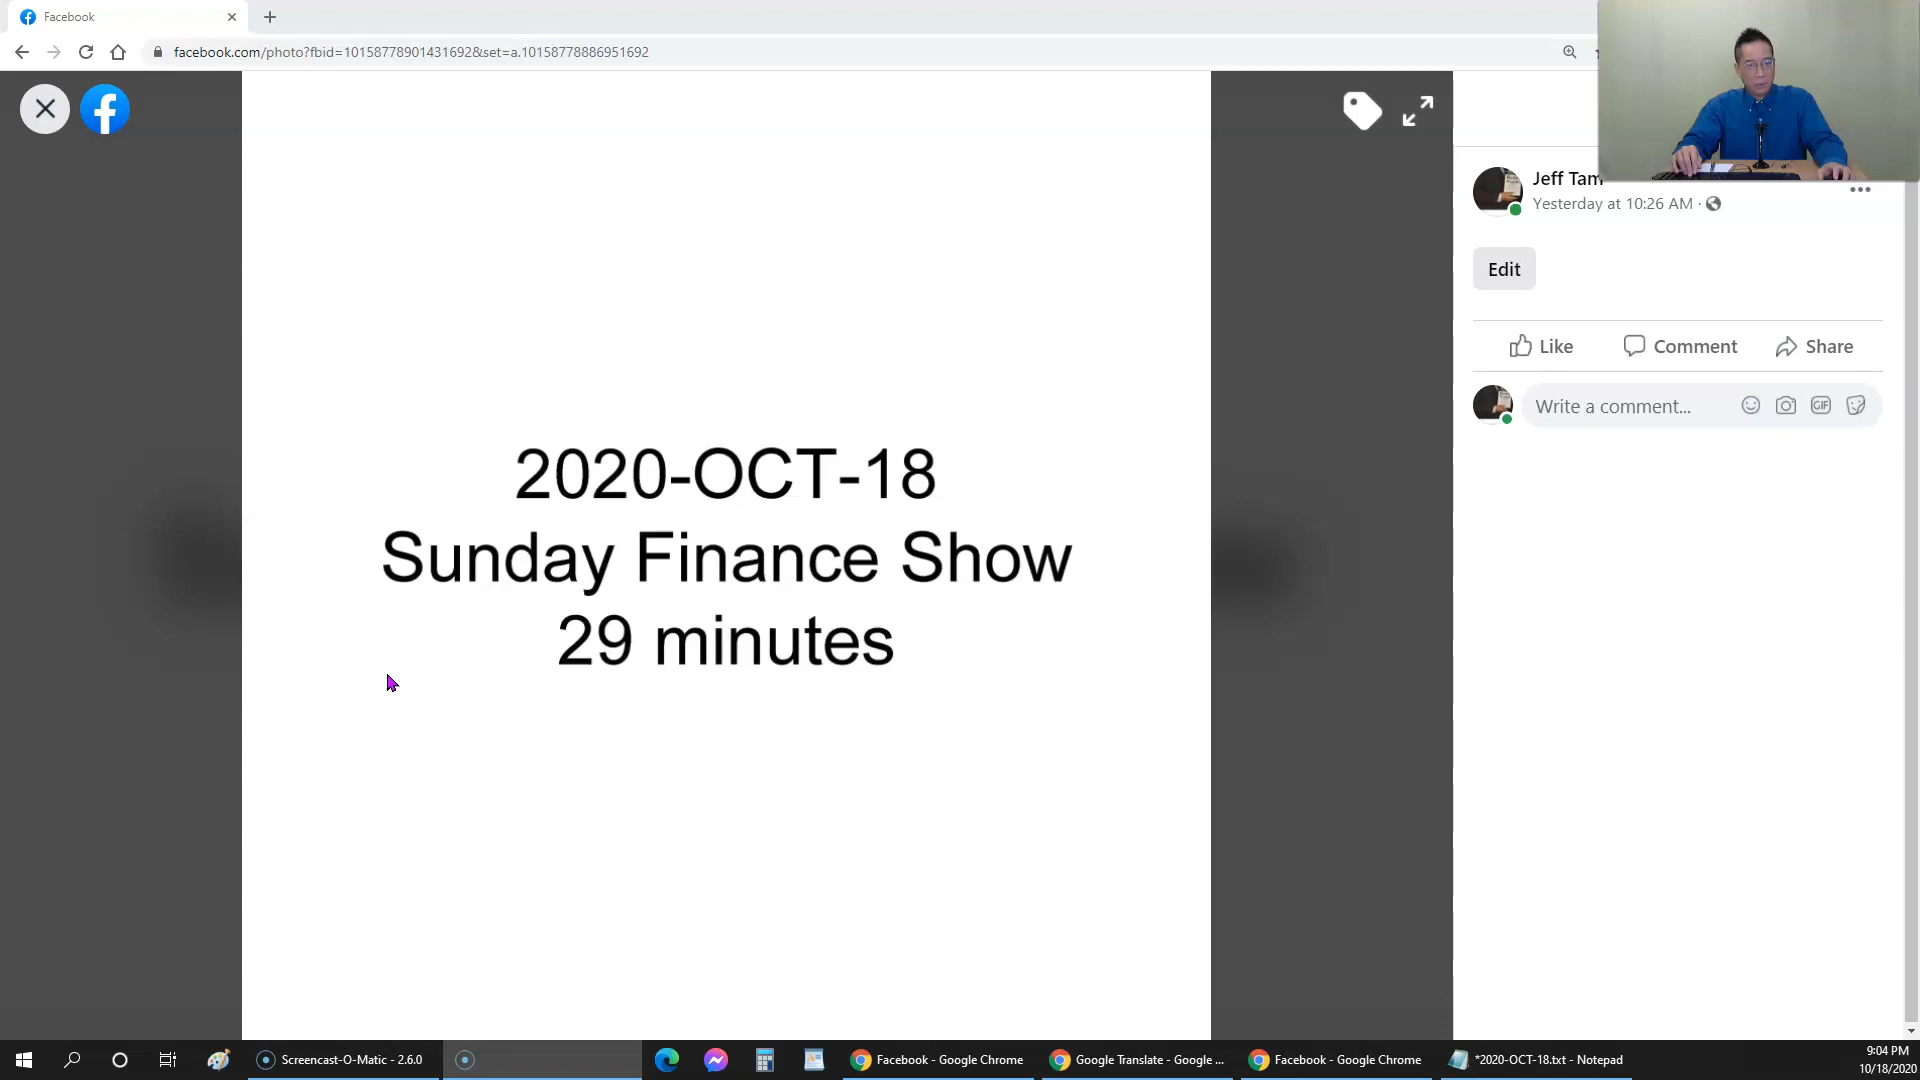 Facebook
facebook.com/photo?fbid=10158778901431692&set=a.10158778886951692
2020-OCT-18
Sunday Finance Show
29 minutes
Jeff Tam
Yesterday at 10:26 AM ·
Edit
Like
Comment
Share
Write a comment...
GIF
Screencast-O-Matic - 2.6.0
Facebook - Google Chrome
Google Translate - Google ...
Facebook - Google Chrome
*2020-OCT-18.txt - Notepad
9:04 PM
10/18/2020